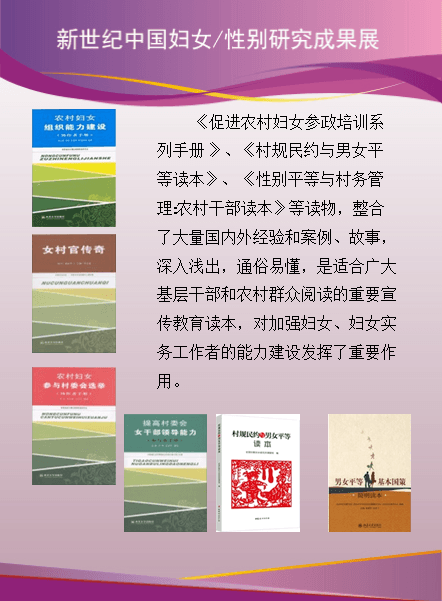 新世纪中国妇女/性别研究成果展
《促进农村妇女参政培训系
列手册》、《村规民约与男女平
等读本》、《性别平等与村务管
理:农村干部读本》等读物，整合
了大量国内外经验和案例、故事，
深入浅出，通俗易懂，是适合广大
基层干部和农村群众阅读的重要宣
传教育读本，对加强妇女、妇女实
务工作者的能力建设发挥了重要作
用。
农村妇女
组织能力建设
女村官传奇
农村妇女
参与村委会选举
提高村委会
女干部领导能力
村规民约与男女平等
读本
男女平等 基本国策
简明读本